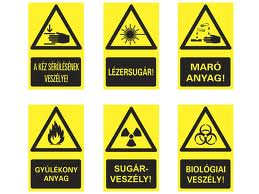 A KÉZ SÉRÜLÉSÉNEK
VESZÉLYE!
LÉZERSUGÁR!
MARÓ
ANYAG!
GYÚLÉKONY
ANYAG
SUGÁR-
VESZÉLY!
BIOLÓGIAI
VESZÉLY!